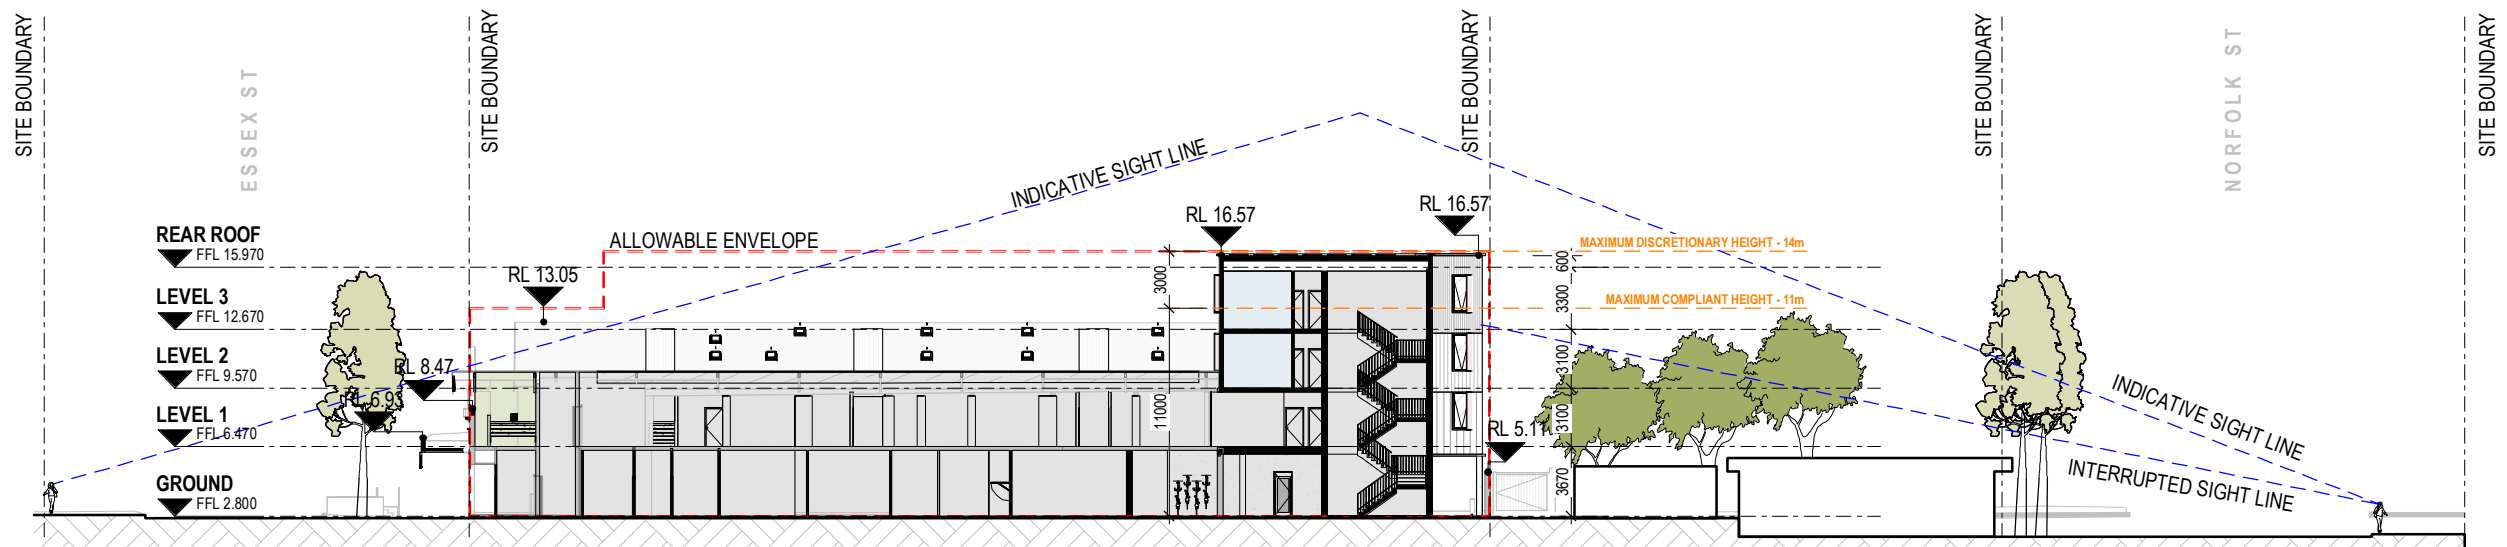 SITE BOUNDARY
ESSEX ST
SITE BOUNDARY
SITE BOUNDARY
SITE BOUNDARY
NORFOLK ST
SITE BOUNDARY
INDICATIVE SIGHT LINE
RL 16.57
RL 16.57
REAR ROOF
FFL 15.970
ALLOWABLE ENVELOPE
MAXIMUM DISCRETIONARY HEIGHT - 14m
RL 13.05
3000
600
LEVEL 3
FFL 12.670
MAXIMUM COMPLIANT HEIGHT - 11m
3300
LEVEL 2
FFL 9.570
RL 8.47
3100
RL 6.93
LEVEL 1
FFL 6.470
11000
3100
RL 5.11
INDICATIVE SIGHT LINE
GROUND
FFL 2.800
3670
INTERRUPTED SIGHT LINE